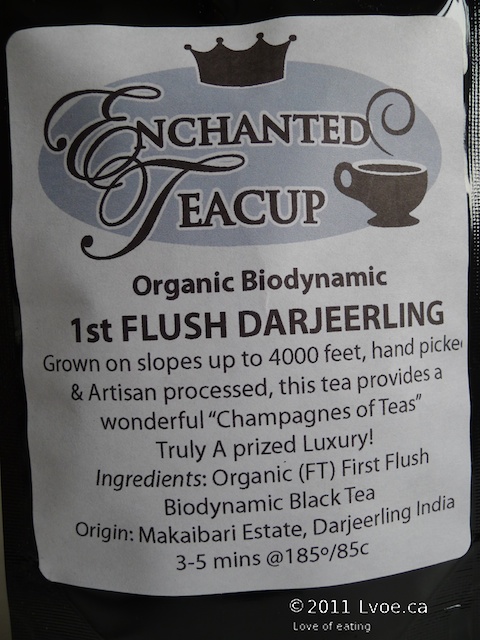 ENCHANTED
TEACUP
Organic Biodynamic
1st FLUSH DARJEERLING
Grown on slopes up to 4000 feet, hand picke
& Artisan processed, this tea provides a
wonderful “Champagnes of Teas”
Truly A prized Luxury!
Ingredients: Organic (FT) First Flush
Biodynamic Black Tea
Origin: Makaibari Estate, Darjeerling India
3-5 mins @185º/85c
© 2011 Lvoe.ca
Love of eating